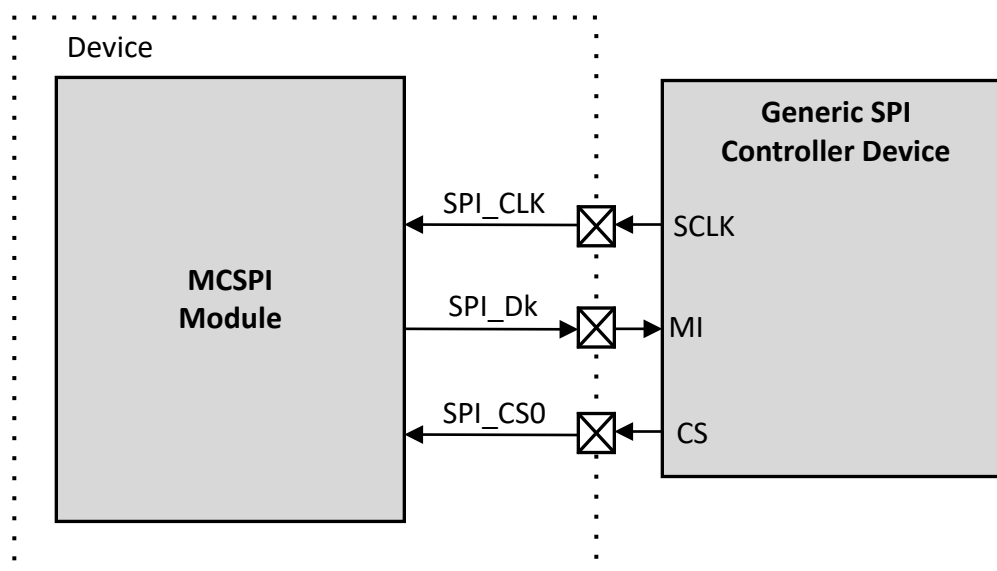 Device
Generic SPI
Controller Device
SPI_CLK
SCLK
MCSPI
Module
SPI_Dk
MI
SPI_CS0
CS